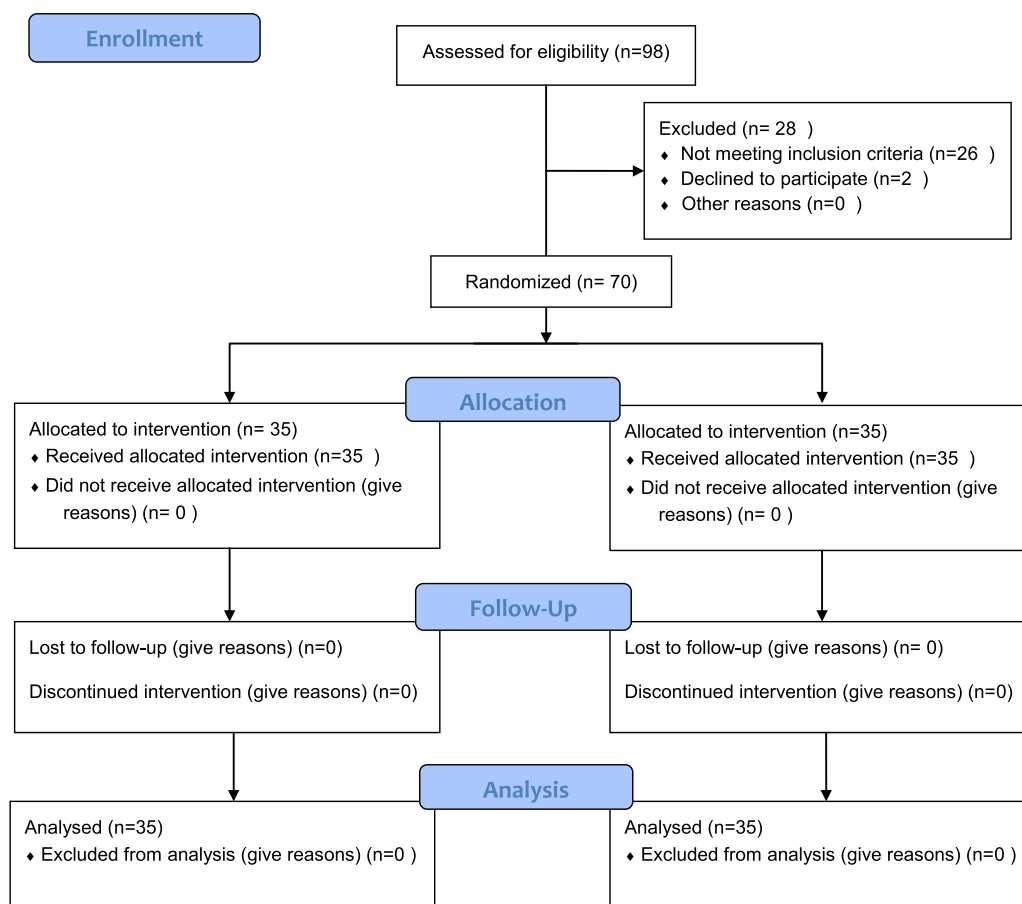 Enrollment
Assessed for eligibility (n=98)
Excluded (n= 28  )
♦ Not meeting inclusion criteria (n=26  )
♦ Declined to participate (n=2  )
♦ Other reasons (n=0  )
Randomized (n= 70)
Allocation
Allocated to intervention (n= 35)
♦ Received allocated intervention (n=35  )
♦ Did not receive allocated intervention (give
reasons) (n= 0 )
Allocated to intervention (n=35)
♦ Received allocated intervention (n=35  )
♦ Did not receive allocated intervention (give
reasons) (n= 0 )
Follow-Up
Lost to follow-up (give reasons) (n=0)
Discontinued intervention (give reasons) (n=0)
Lost to follow-up (give reasons) (n= 0)
Discontinued intervention (give reasons) (n=0)
Analysis
Analysed (n=35)
♦ Excluded from analysis (give reasons) (n=0 )
Analysed (n=35)
♦ Excluded from analysis (give reasons) (n=0 )